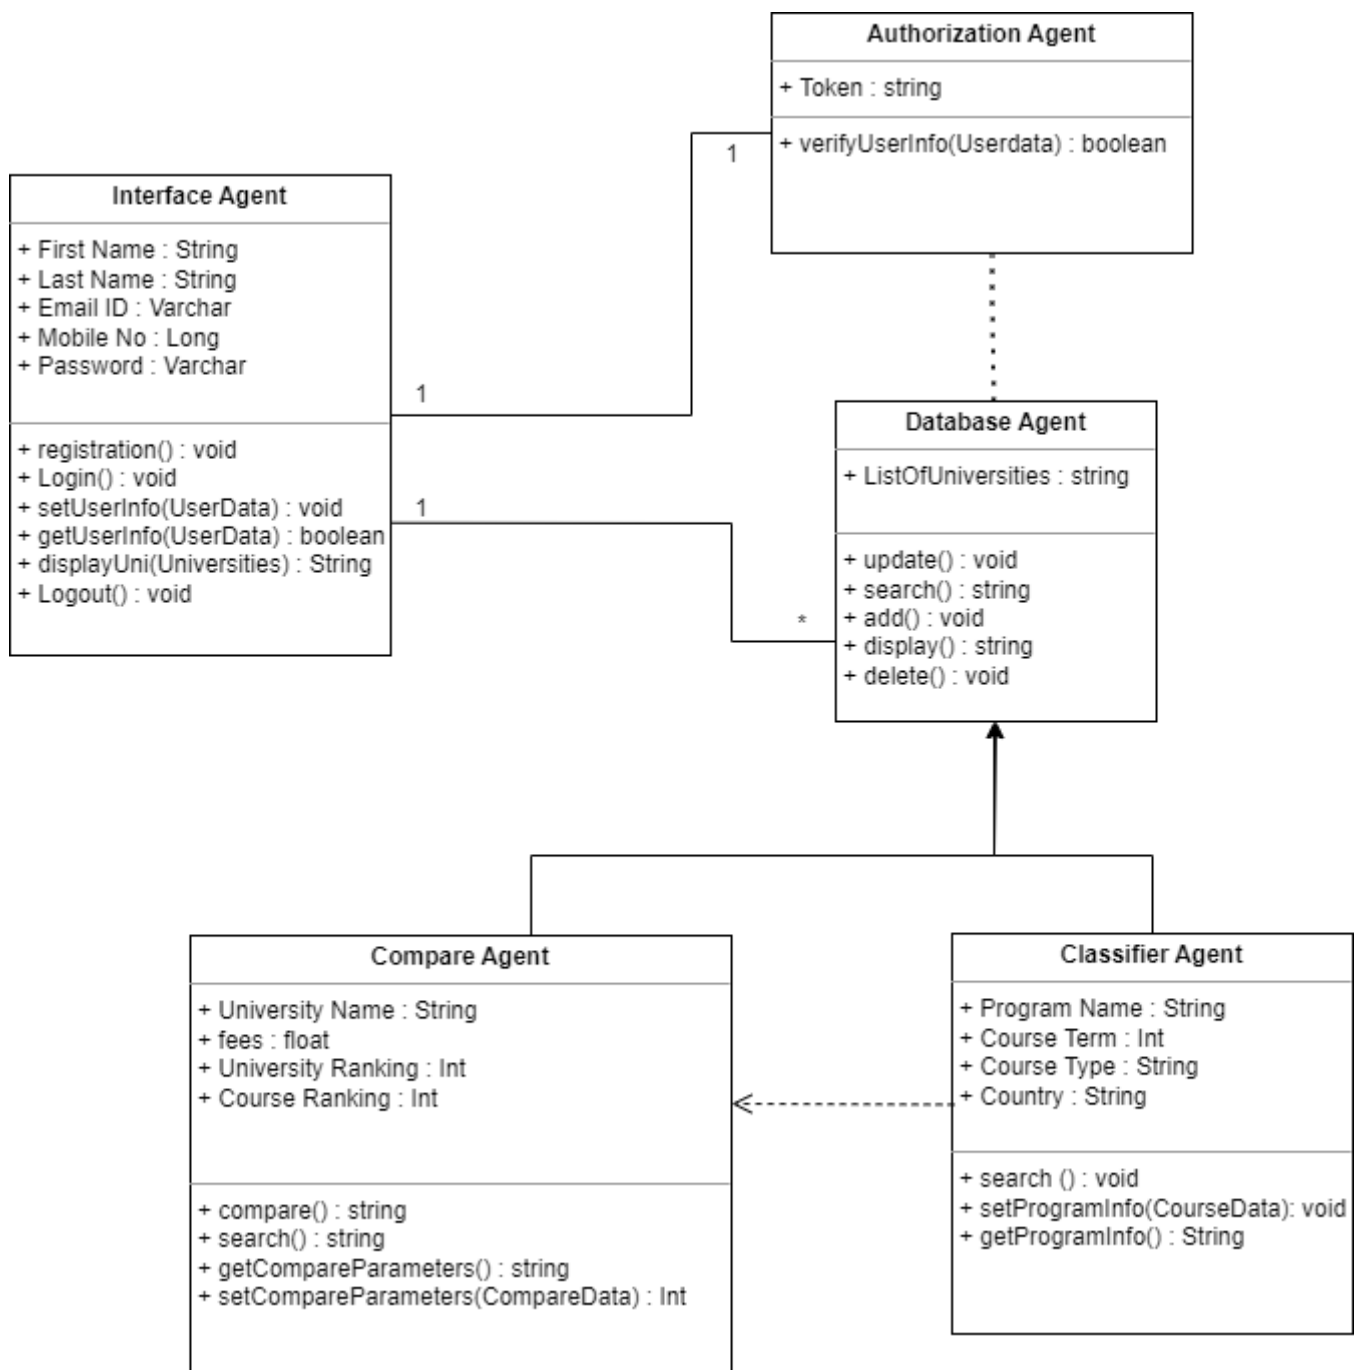 Authorization Agent
+ Token : string
+ verifyUserInfo(Userdata) : boolean
1
Interface Agent
+ First Name : String
+ Last Name : String
+ Email ID : Varchar
+ Mobile No : Long
+ Password : Varchar
1
+ registration() : void
+ Login() : void
+ setUserInfo(UserData) : void
+ getUserInfo(UserData) : boolean
+ displayUni(Universities) : String
+ Logout() : void
1
*
Database Agent
+ ListOfUniversities : string
+ update() : void
+ search() : string
+ add() : void
+ display() : string
+ delete() : void
Compare Agent
+ University Name : String
+ fees : float
+ University Ranking : Int
+ Course Ranking : Int
+ compare() : string
+ search() : string
+ getCompareParameters() : string
+ setCompareParameters(CompareData) : Int
Classifier Agent
+ Program Name : String
+ Course Term : Int
+ Course Type : String
+ Country : String
+ search () : void
+ setProgramInfo(CourseData): void
+ getProgramInfo() : String